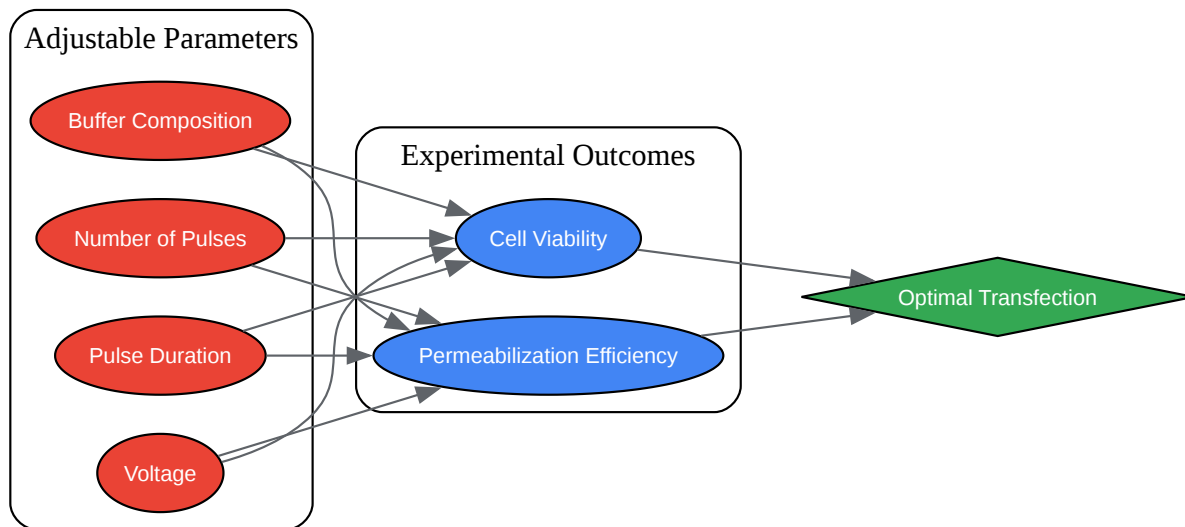 Adjustable Parameters
Buffer Composition
Number of Pulses
Pulse Duration
Voltage
Experimental Outcomes
Cell Viability
Permeabilization Efficiency
Optimal Transfection